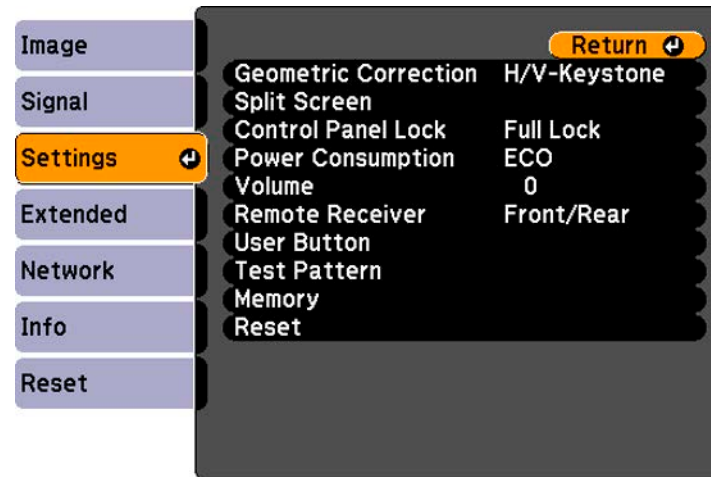 Image
Signal
Settings
Extended
Network
Info
Reset
Return
Geometric Correction H/V-Keystone
Split Screen
Control Panel Lock Full Lock
Power Consumption ECO
Volume 0
Remote Receiver Front/Rear
User Button
Test Pattern
Memory
Reset